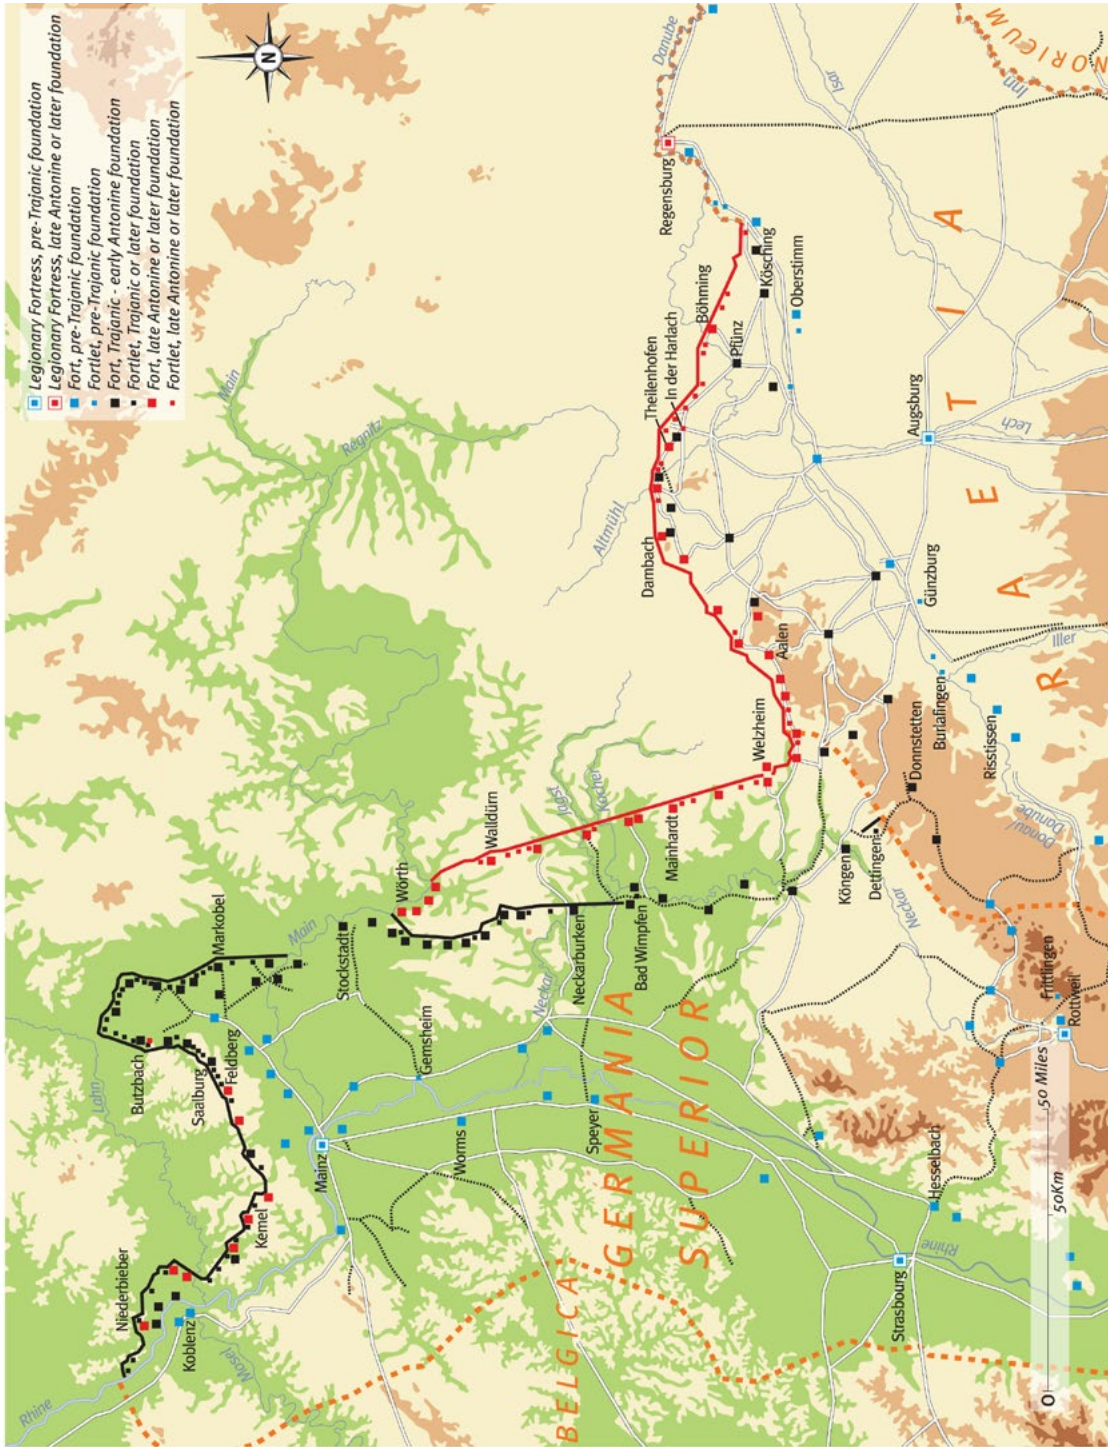 Legionary Fortress, pre-Trajanic foundation
Legionary Fortress, late Antonine or later foundation
Fort, pre-Trajanic foundation
Fortlet, pre-Trajanic foundation
Fort, Trajanic - early Antonine foundation
Fortlet, Trajanic or later foundation
Fort, late Antonine or later foundation
Fortlet, late Antonine or later foundation
N
Rhine
Niederbieber
Koblenz
Mosel
Kemel
Lahn
Butzbach
Saalburg
Feldberg
Markobel
Main
Mainz
Stockstadt
Wörth
Walldürn
Gernsheim
Worms
Neckar
Neckarburken
Bad Wimpfen
Speyer
Jagst
Kocher
Mainhardt
Welzheim
Main
Regnitz
Altmühl
Dambach
Theilenhofen
In der Harlach
Böhming
Pfünz
Kösching
Oberstimm
Regensburg
Danube
Isar
Inn
NORICUM
Aalen
Augsburg
Lech
Günzburg
Iller
Burlafingen
Risstissen
Donau/
Danube
Donnstetten
Dettingen
Köngen
Neckar
Frittlingen
Rottweil
Hesselbach
Strasbourg
Rhine
BELGICA
GERMANIA
SUPERIOR
RAETIA
0
50Km
50 Miles